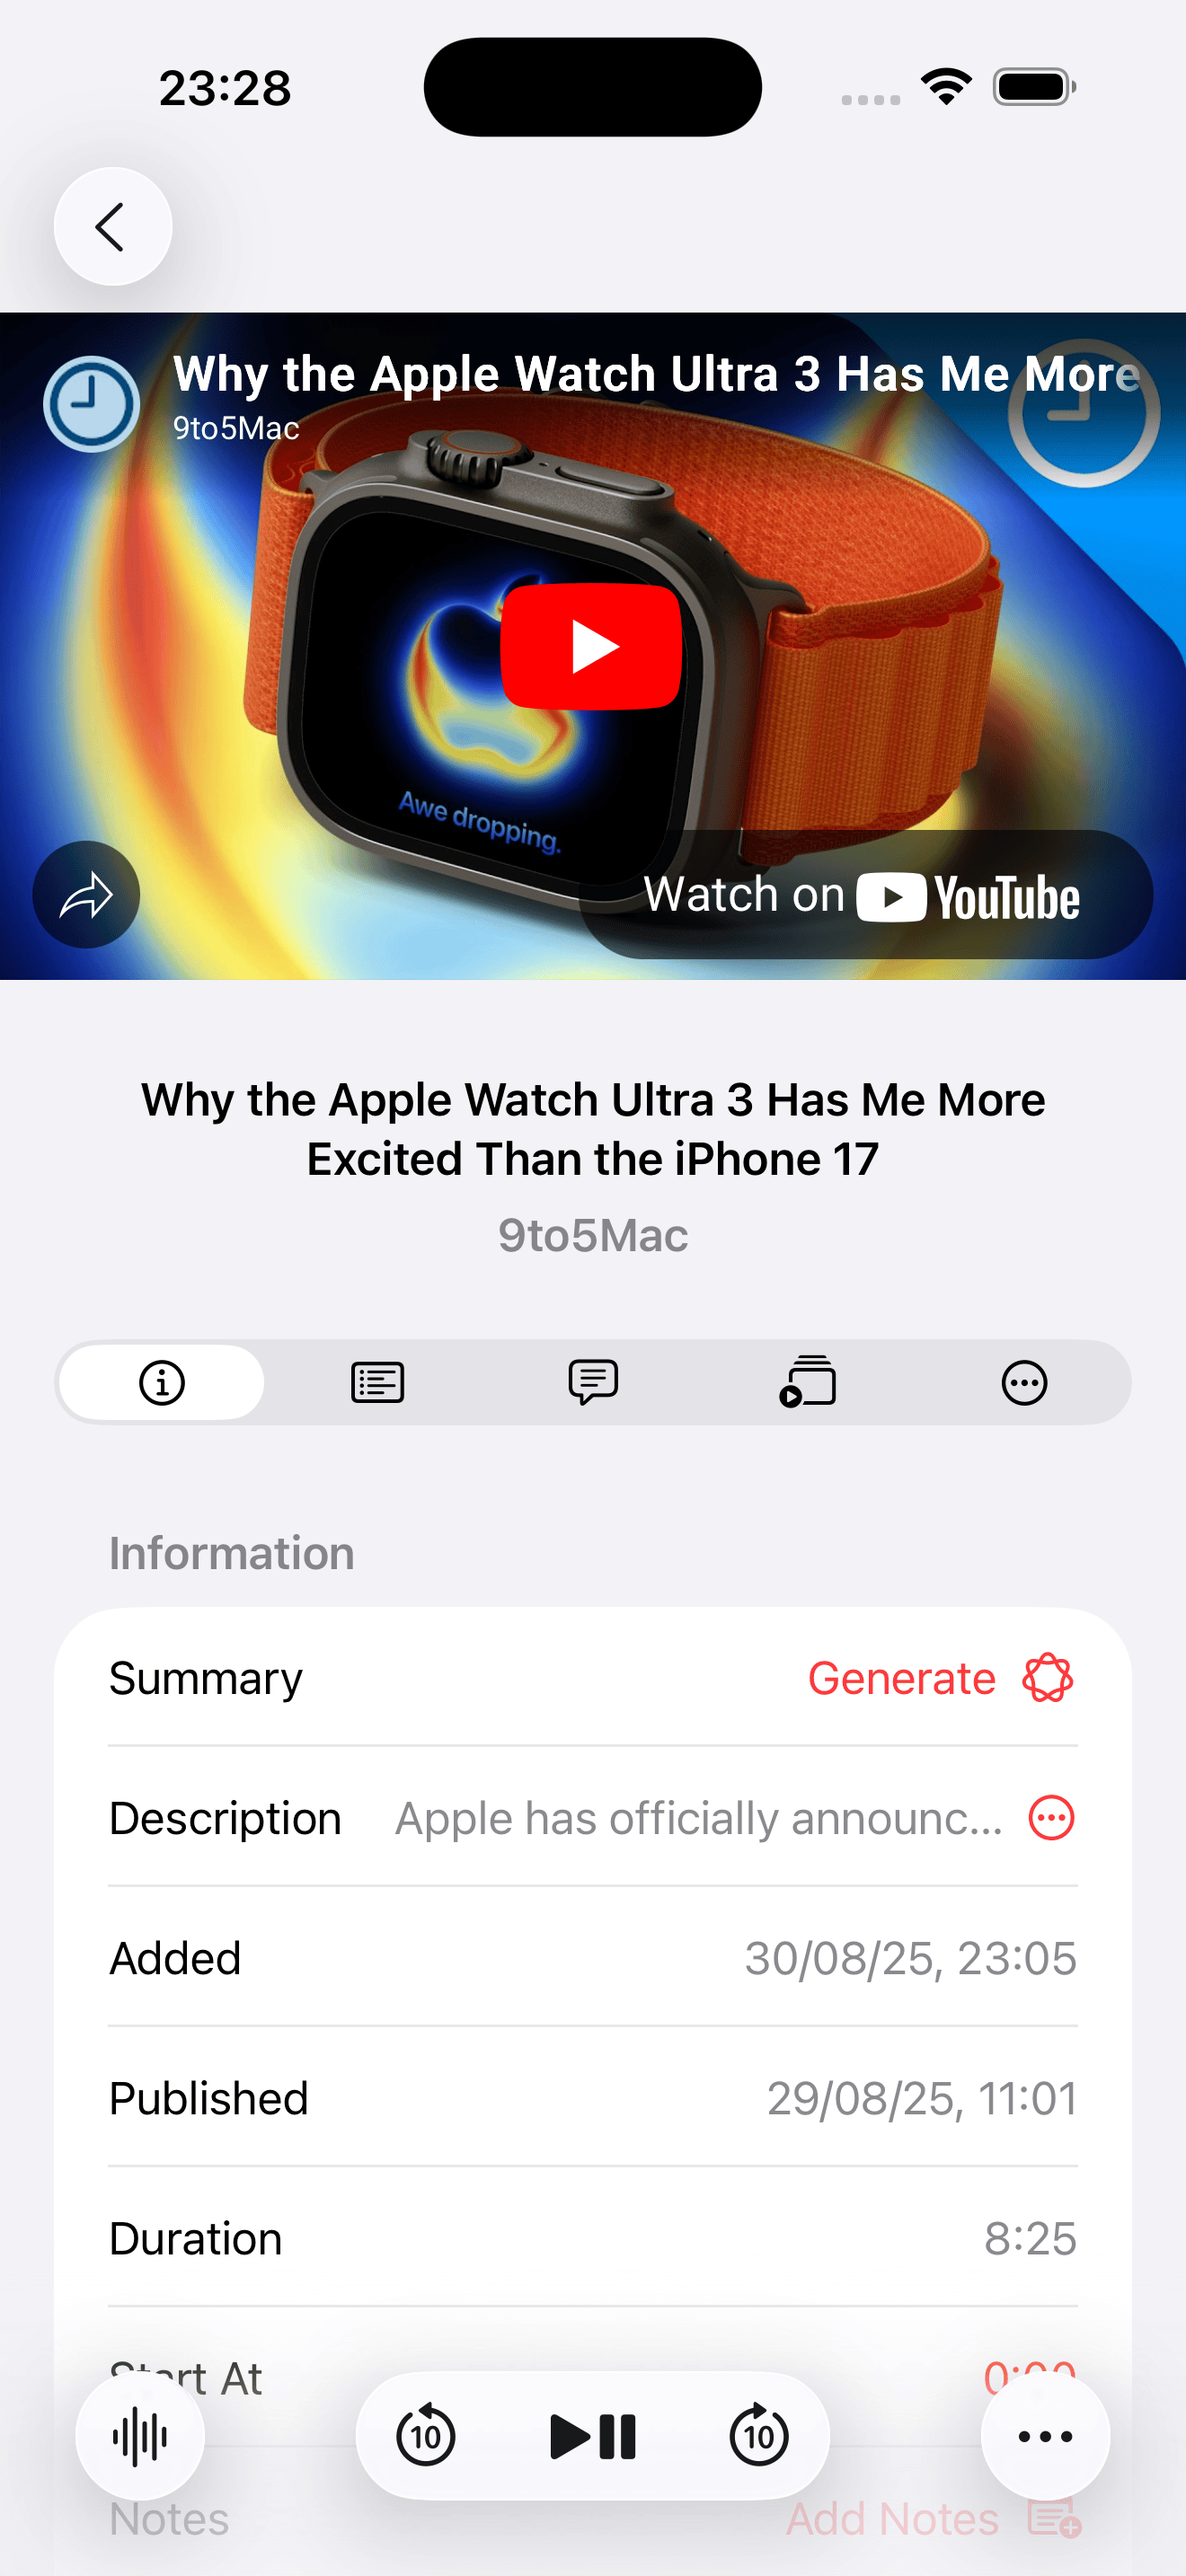 23:28
Why the Apple Watch Ultra 3 Has Me More
9to5Mac
Awe dropping.
Watch on YouTube
Why the Apple Watch Ultra 3 Has Me More
Excited Than the iPhone 17
9to5Mac
Information
Summary Generate
Description Apple has officially announc...
Added 30/08/25, 23:05
Published 29/08/25, 11:01
Duration 8:25
Start At 0:00
10 10
Notes Add Notes